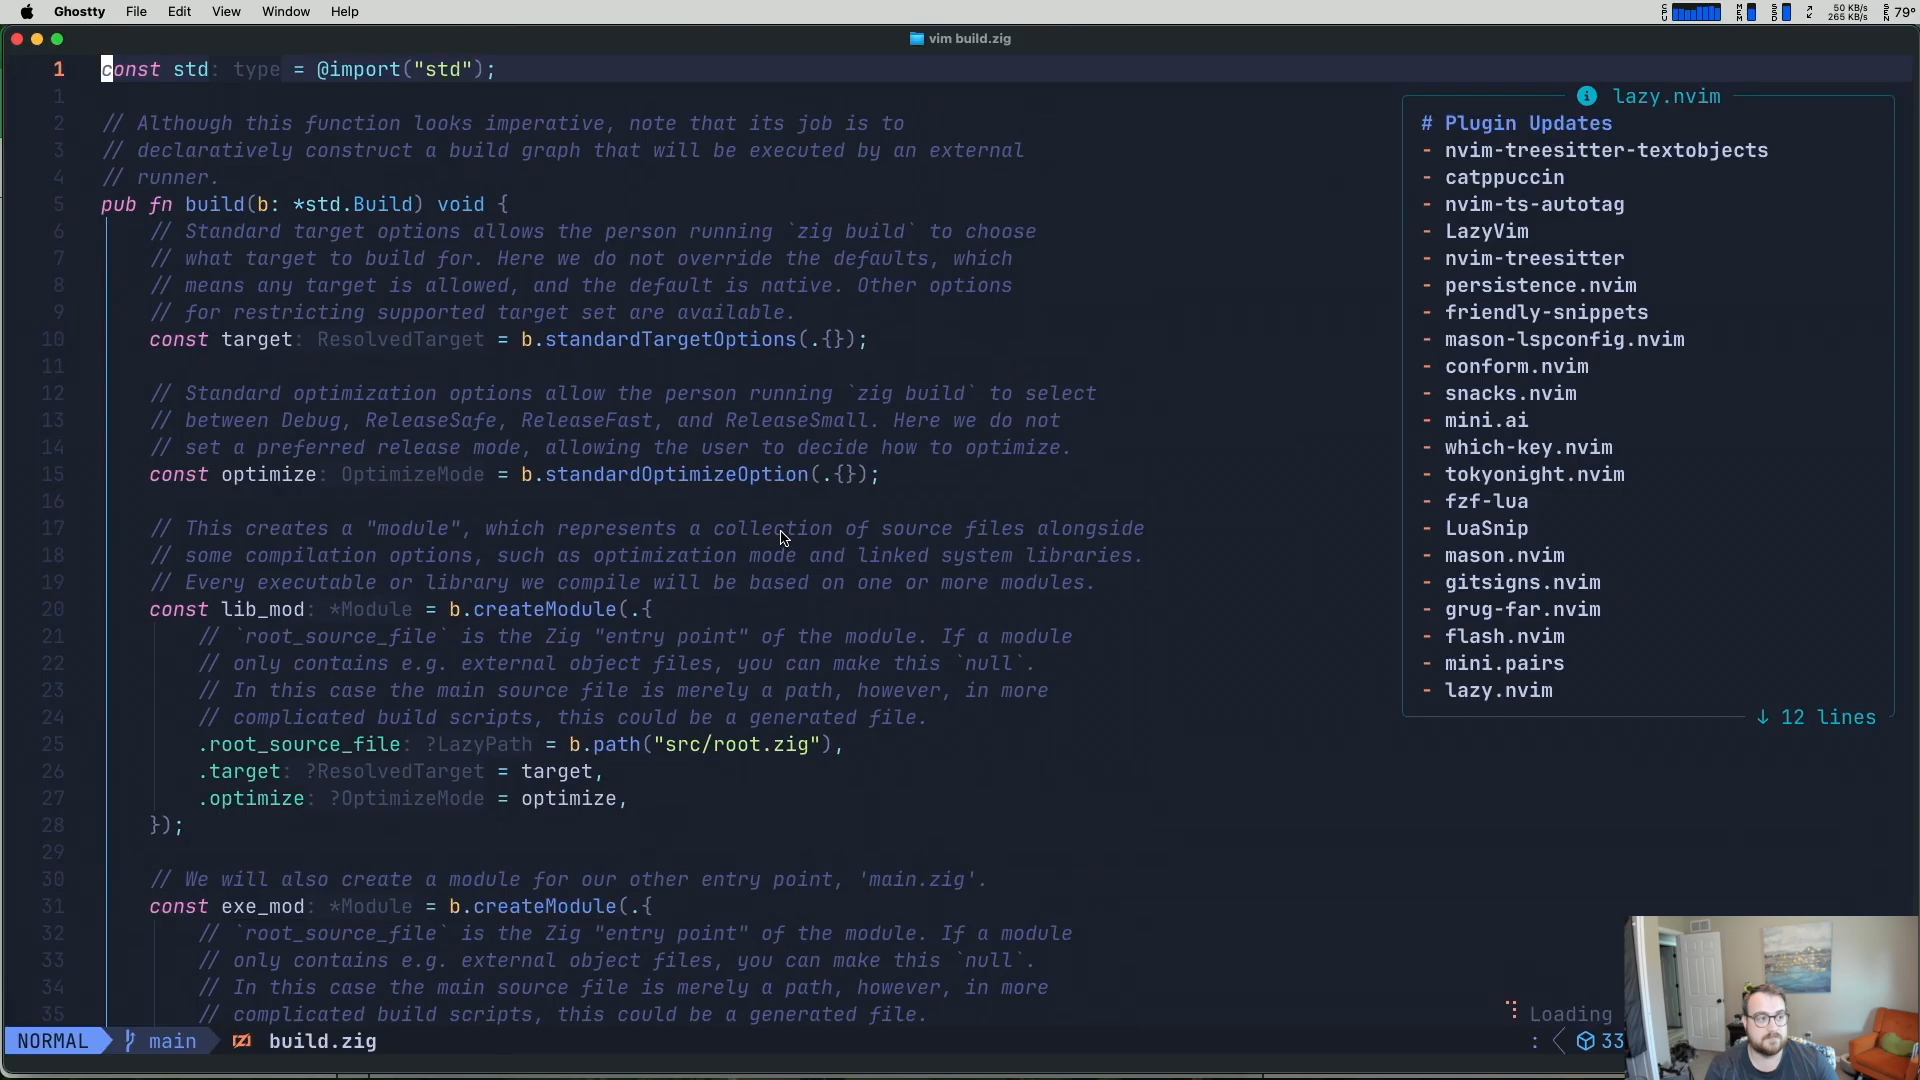 Ghostty File Edit View Window Help
CPU MEM SSD 50 KB/s 265 KB/s SEN 79°
vim build.zig
1 const std: type = @import("std");
1
2 // Although this function looks imperative, note that its job is to
3 // declaratively construct a build graph that will be executed by an external
4 // runner.
5 pub fn build(b: *std.Build) void {
6 // Standard target options allows the person running `zig build` to choose
7 // what target to build for. Here we do not override the defaults, which
8 // means any target is allowed, and the default is native. Other options
9 // for restricting supported target set are available.
10 const target: ResolvedTarget = b.standardTargetOptions(.{});
11
12 // Standard optimization options allow the person running `zig build` to select
13 // between Debug, ReleaseSafe, ReleaseFast, and ReleaseSmall. Here we do not
14 // set a preferred release mode, allowing the user to decide how to optimize.
15 const optimize: OptimizeMode = b.standardOptimizeOption(.{});
16
17 // This creates a "module", which represents a collection of source files alongside
18 // some compilation options, such as optimization mode and linked system libraries.
19 // Every executable or library we compile will be based on one or more modules.
20 const lib_mod: *Module = b.createModule(.{
21 // `root_source_file` is the Zig "entry point" of the module. If a module
22 // only contains e.g. external object files, you can make this `null`.
23 // In this case the main source file is merely a path, however, in more
24 // complicated build scripts, this could be a generated file.
25 .root_source_file: ?LazyPath = b.path("src/root.zig"),
26 .target: ?ResolvedTarget = target,
27 .optimize: ?OptimizeMode = optimize,
28 });
29
30 // We will also create a module for our other entry point, 'main.zig'.
31 const exe_mod: *Module = b.createModule(.{
32 // `root_source_file` is the Zig "entry point" of the module. If a module
33 // only contains e.g. external object files, you can make this `null`.
34 // In this case the main source file is merely a path, however, in more
35 // complicated build scripts, this could be a generated file.
lazy.nvim
# Plugin Updates
- nvim-treesitter-textobjects
- catppuccin
- nvim-ts-autotag
- LazyVim
- nvim-treesitter
- persistence.nvim
- friendly-snippets
- mason-lspconfig.nvim
- conform.nvim
- snacks.nvim
- mini.ai
- which-key.nvim
- tokyonight.nvim
- fzf-lua
- LuaSnip
- mason.nvim
- gitsigns.nvim
- grug-far.nvim
- flash.nvim
- mini.pairs
- lazy.nvim
↓ 12 lines
Loading
NORMAL main build.zig : 33